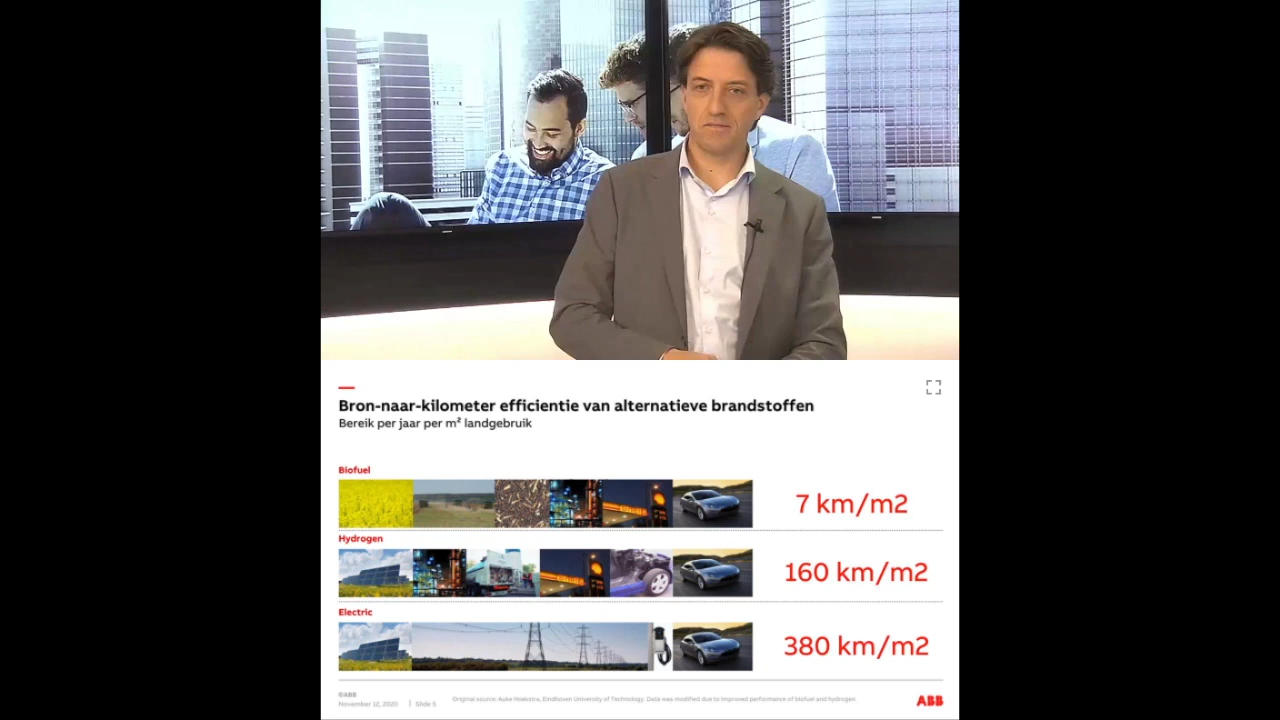 Bron-naar-kilometer efficientie van alternatieve brandstoffen
Bereik per jaar per m² landgebruik
Biofuel
7 km/m2
Hydrogen
160 km/m2
Electric
380 km/m2
©ABB
November 12, 2020 | Slide 5
Original source: Auke Hoekstra, Eindhoven University of Technology. Data was modified due to improved performance of biofuel and hydrogen.
ABB